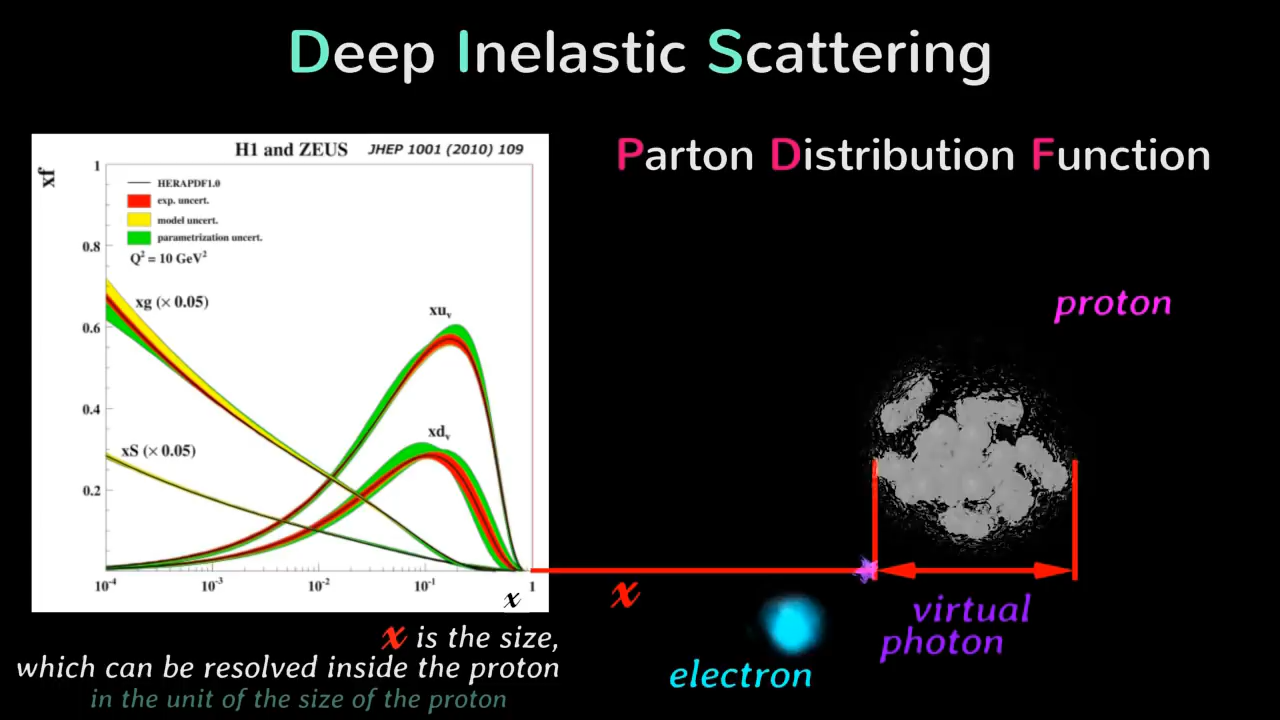 Deep Inelastic Scattering
H1 and ZEUS JHEP 1001 (2010) 109
xf
1
HERAPDF1.0
exp. uncert.
model uncert.
parametrization uncert.
Q² = 10 GeV²
0.8
xg (× 0.05)
xuᵥ
0.6
0.4
xdᵥ
xS (× 0.05)
0.2
10⁻⁴ 10⁻³ 10⁻² 10⁻¹ 1
x
x is the size,
which can be resolved inside the proton
in the unit of the size of the proton
Parton Distribution Function
proton
x
virtual
photon
electron